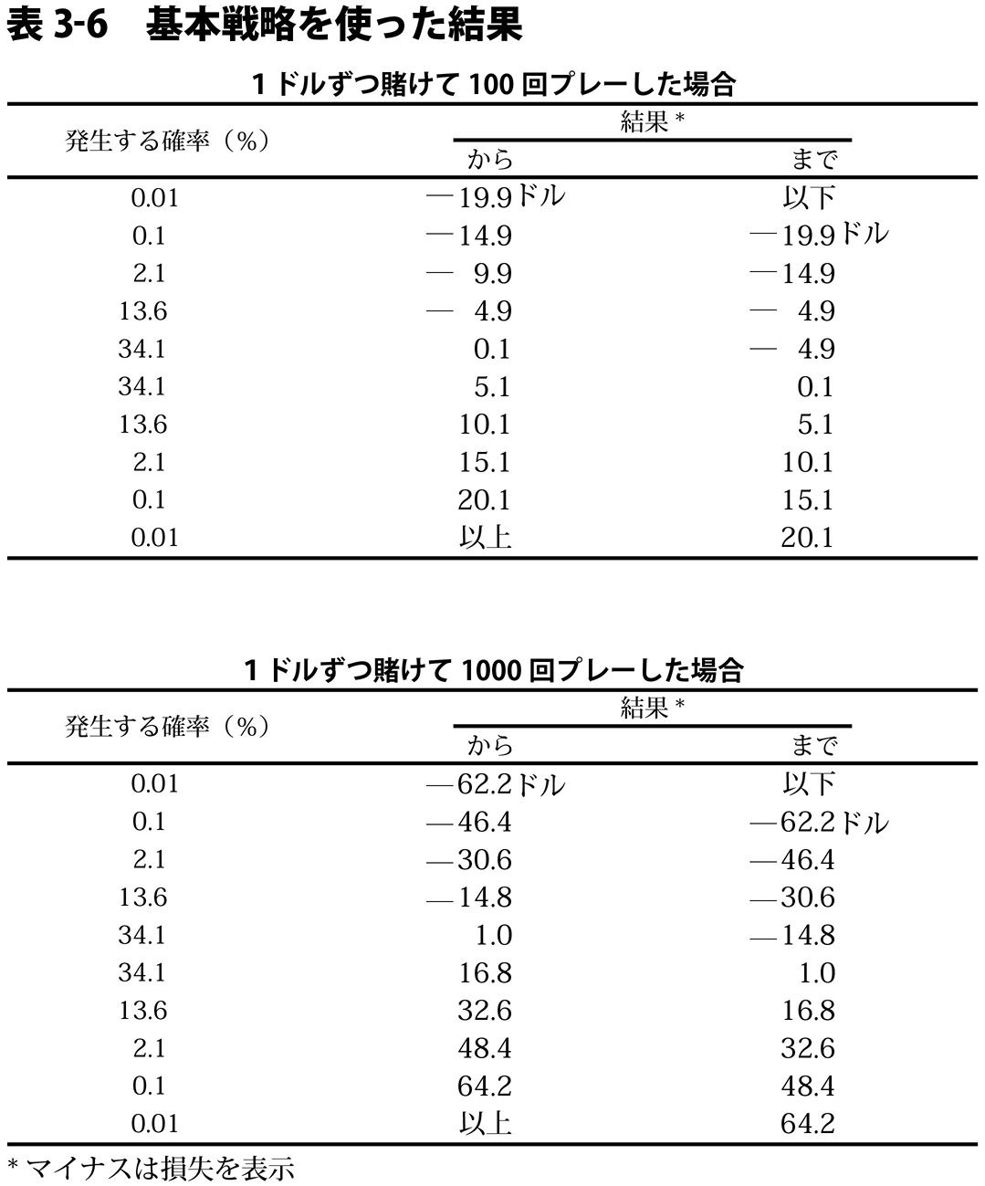 表 3-6　基本戦略を使った結果
1 ドルずつ賭けて 100 回プレーした場合
発生する確率（%） 結果 *
から まで
0.01 — 19.9ドル 以下
0.1 — 14.9 — 19.9ドル
2.1 — 9.9 — 14.9
13.6 — 4.9 — 4.9
34.1 0.1 — 4.9
34.1 5.1 0.1
13.6 10.1 5.1
2.1 15.1 10.1
0.1 20.1 15.1
0.01 以上 20.1
1 ドルずつ賭けて 1000 回プレーした場合
発生する確率（%） 結果 *
から まで
0.01 — 62.2ドル 以下
0.1 — 46.4 — 62.2ドル
2.1 — 30.6 — 46.4
13.6 — 14.8 — 30.6
34.1 1.0 — 14.8
34.1 16.8 1.0
13.6 32.6 16.8
2.1 48.4 32.6
0.1 64.2 48.4
0.01 以上 64.2
* マイナスは損失を表示